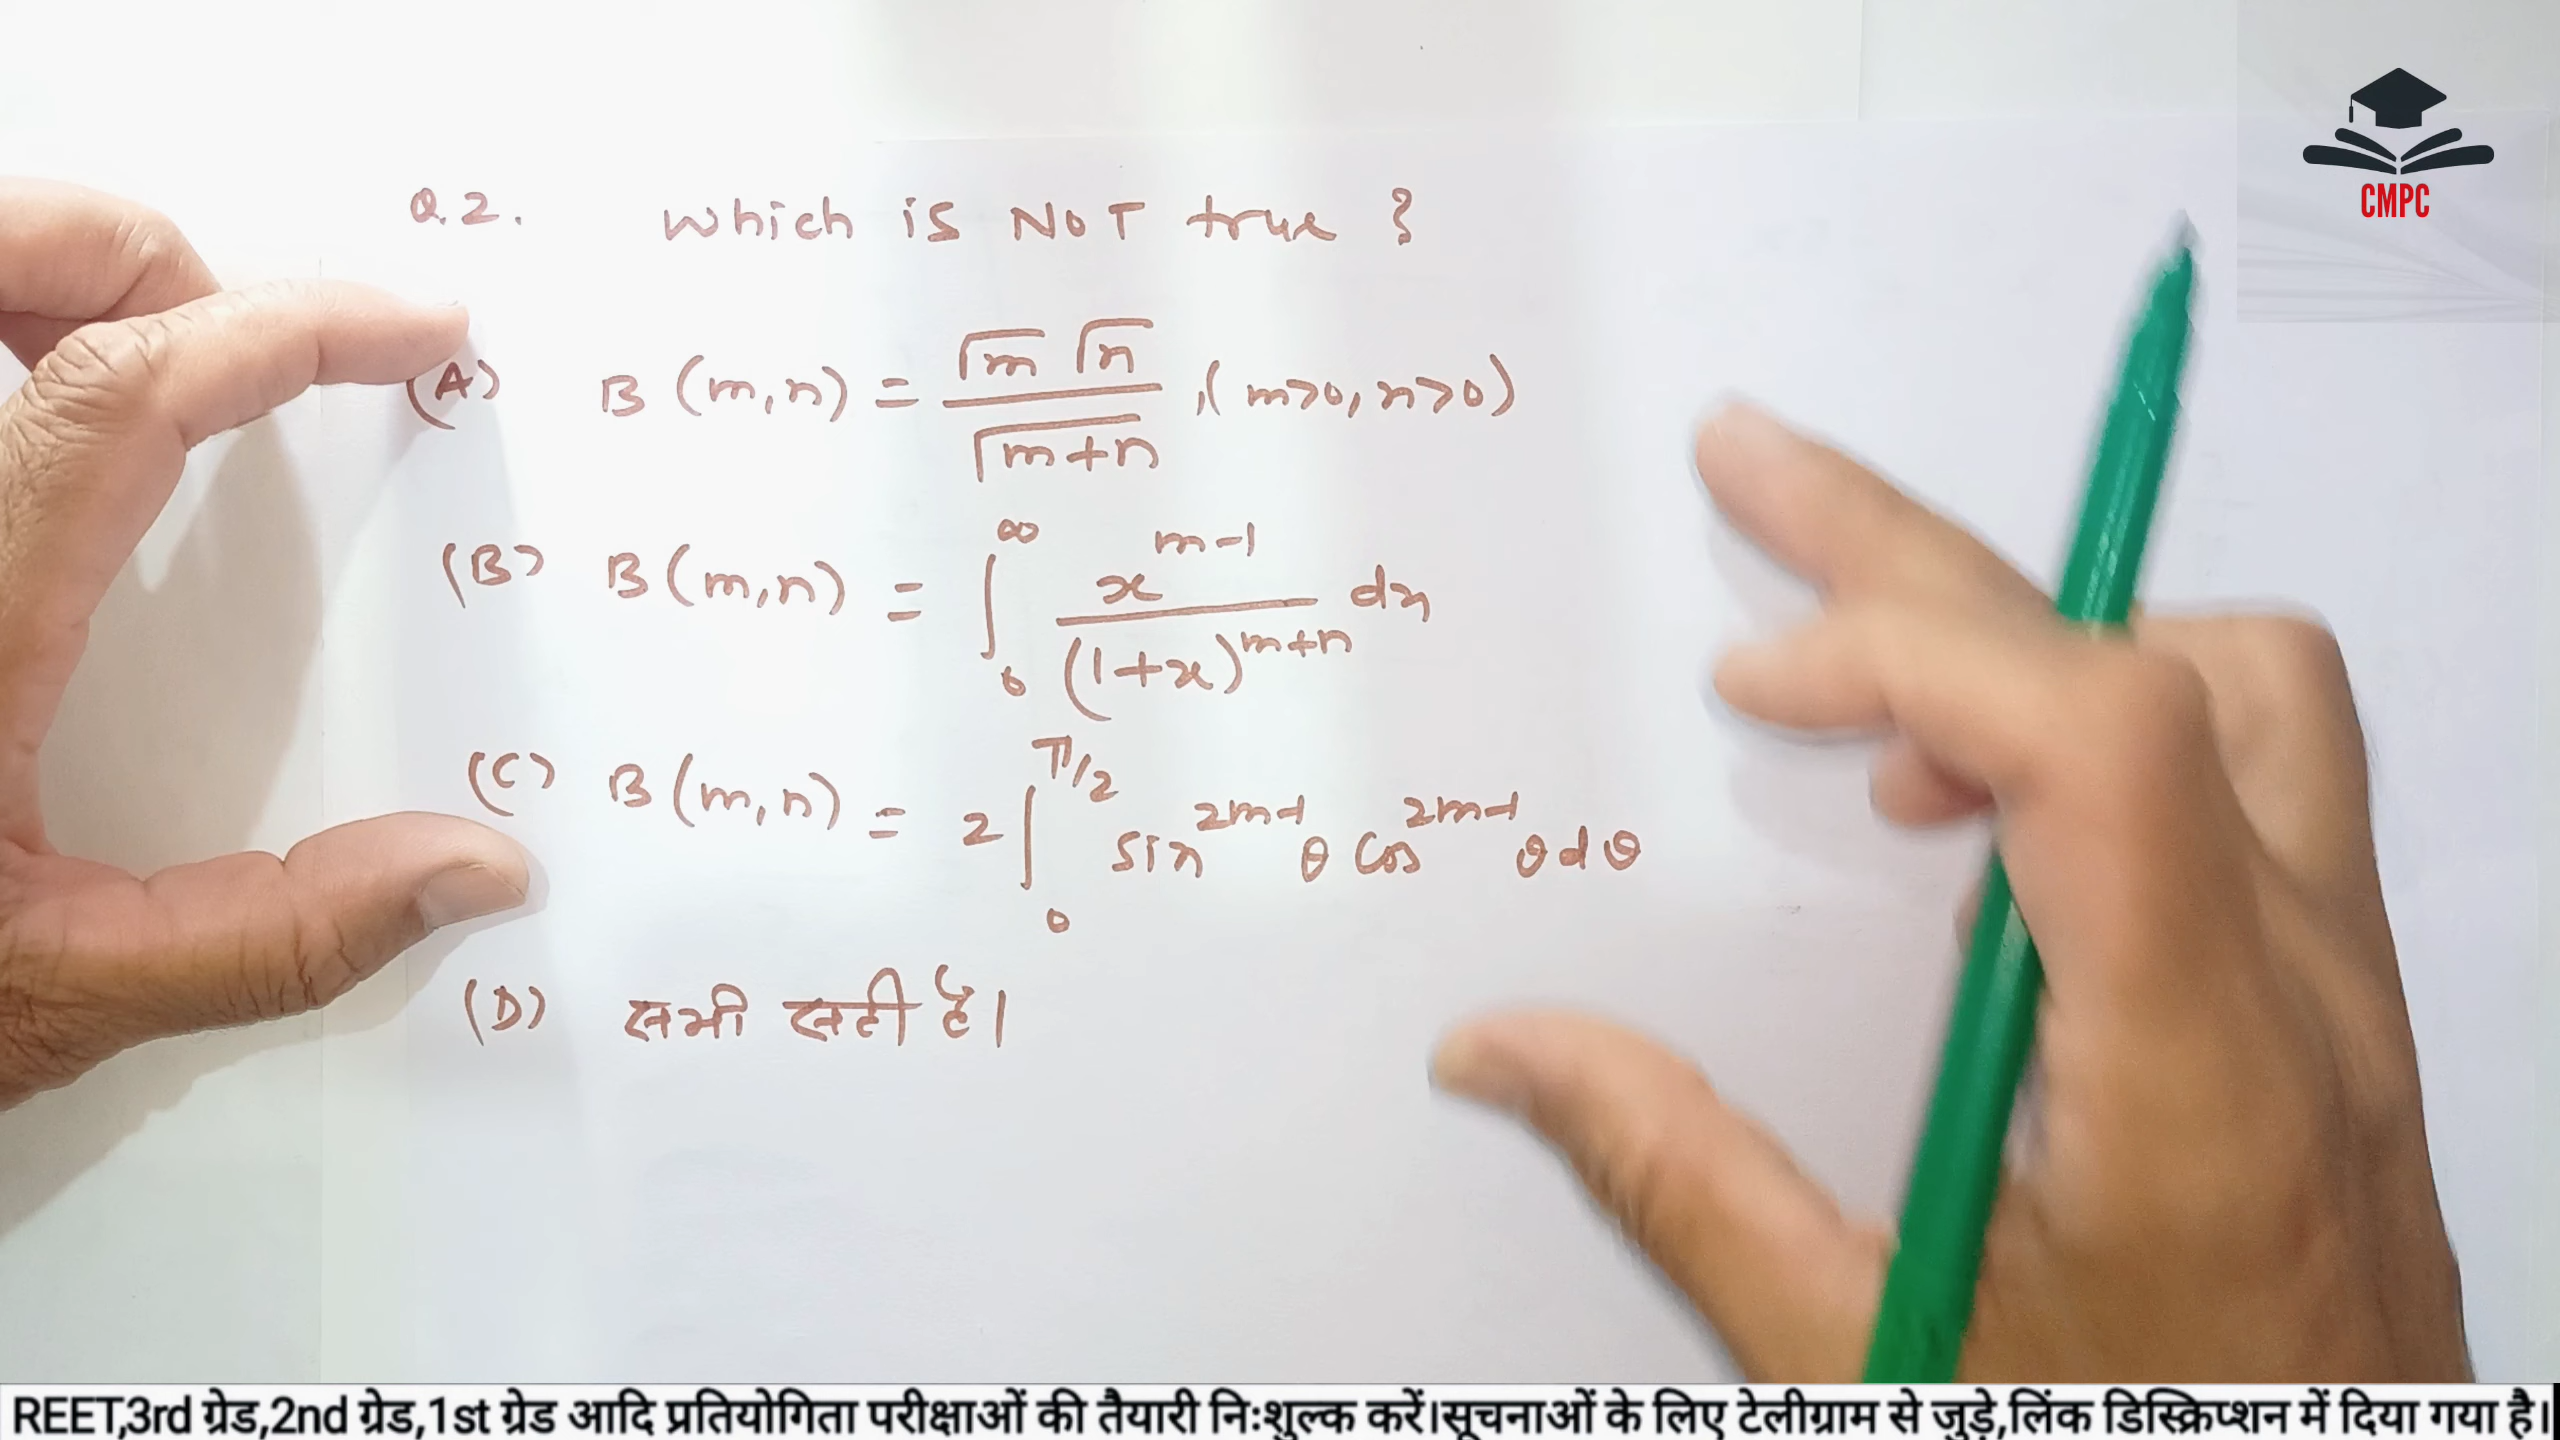 CMPC
Q.2. Which is NOT true ?
(A) B(m,n) = Γm Γn / Γm+n ,(m>0, n>0)
(B) B(m,n) = ∫₀^∞ x^(m-1) / (1+x)^(m+n) dx
(C) B(m,n) = 2∫₀^(π/2) sin^(2m-1) θ cos^(2m-1) θ dθ
(D) सभी सही है।
REET,3rd ग्रेड,2nd ग्रेड,1st ग्रेड आदि प्रतियोगिता परीक्षाओं की तैयारी निःशुल्क करें।सूचनाओं के लिए टेलीग्राम से जुड़े,लिंक डिस्क्रिप्शन में दिया गया है।